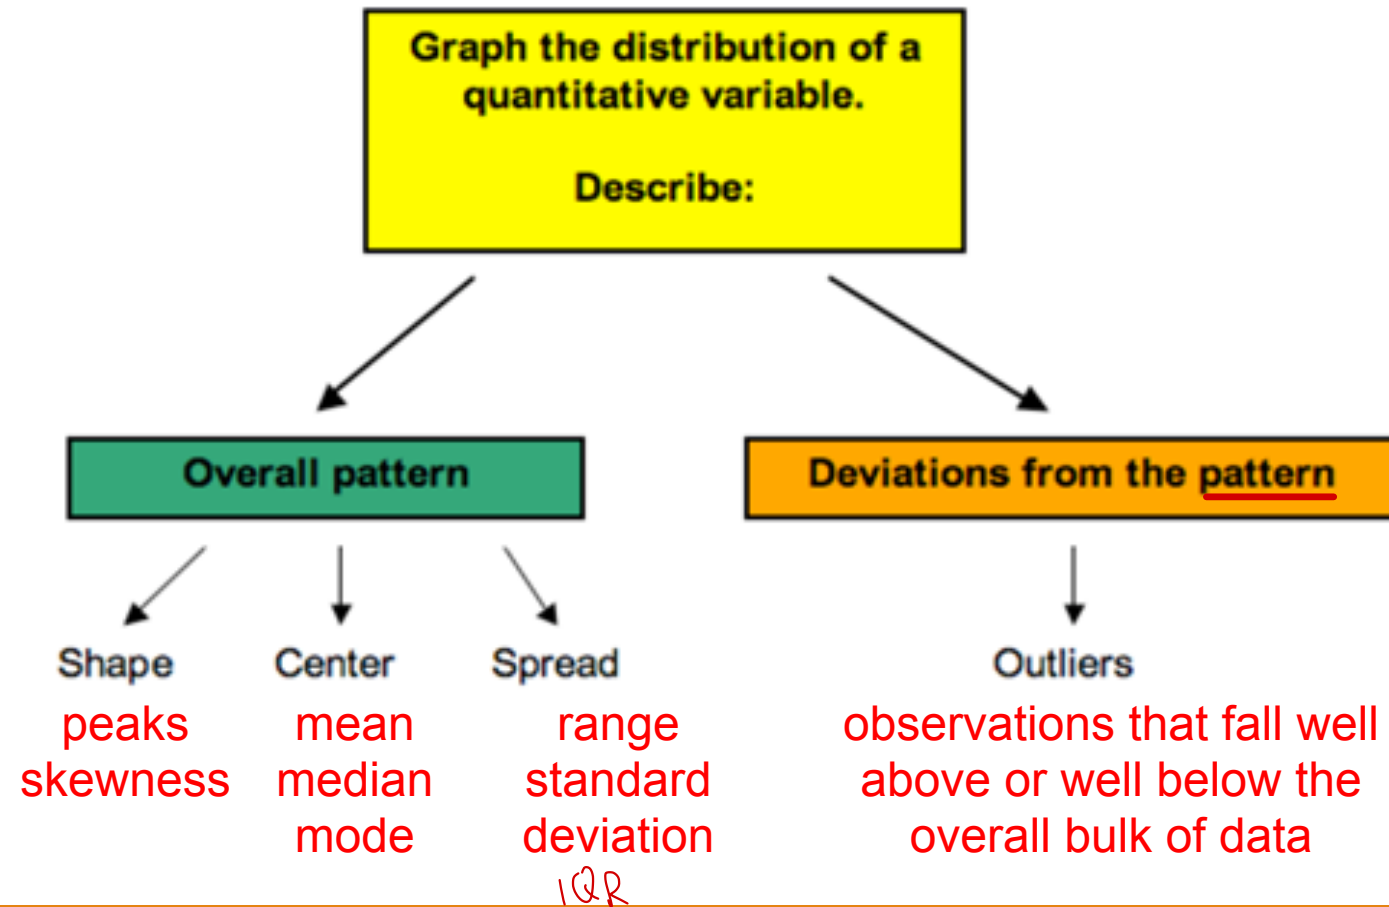 Graph the distribution of a
quantitative variable.
Describe:
Overall pattern
Deviations from the pattern
Shape
peaks
skewness
Center
mean
median
mode
Spread
range
standard
deviation
IQR
Outliers
observations that fall well
above or well below the
overall bulk of data